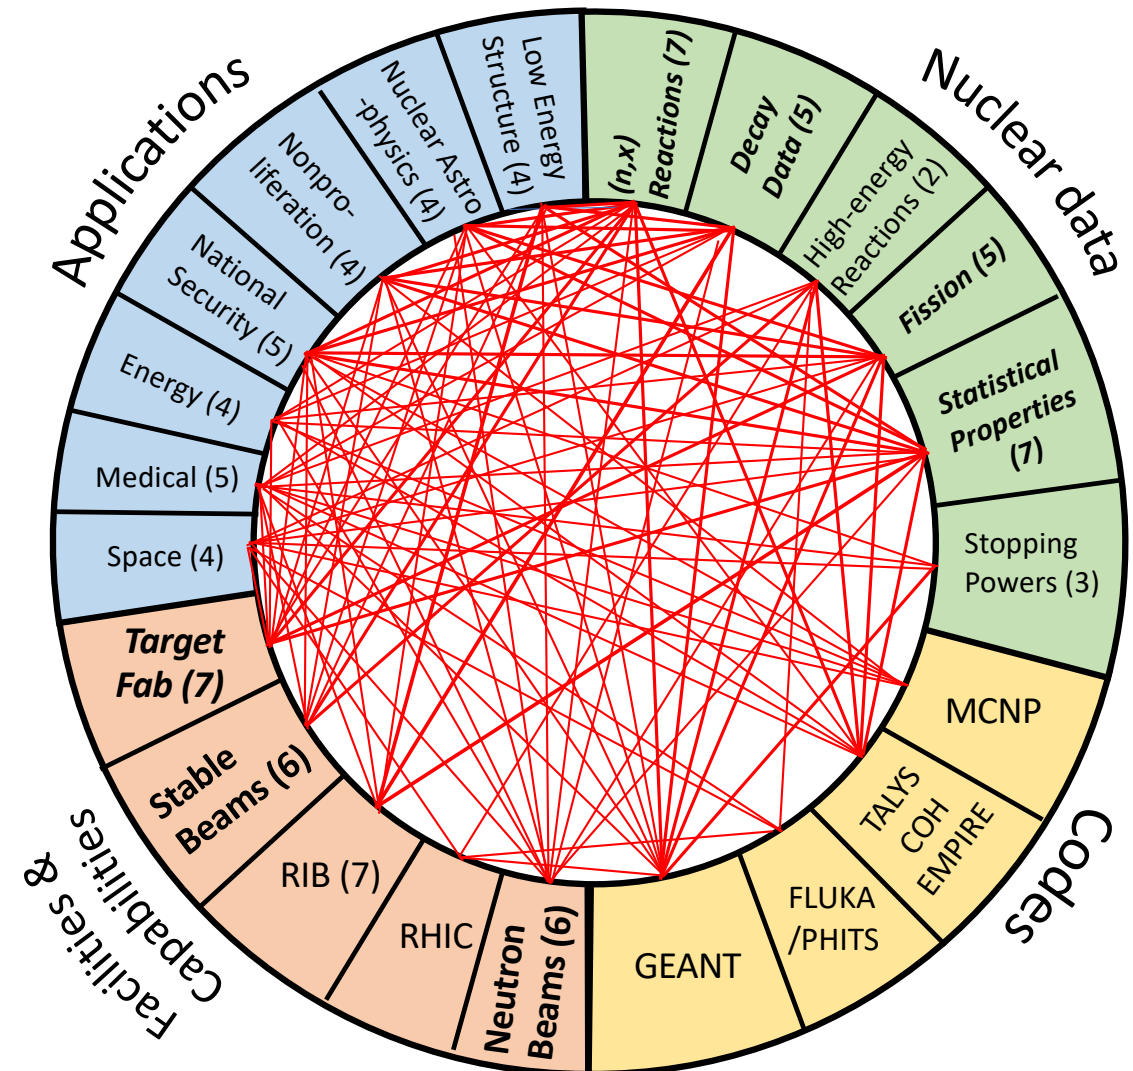 Applications
Low Energy
Structure (4)
Nuclear Astro
-physics (4)
Nonpro-
liferation (4)
National
Security (5)
Energy (4)
Medical (5)
Space (4)
Nuclear data
(n,x)
Reactions (7)
Decay
Data (5)
High-energy
Reactions (2)
Fission (5)
Statistical
Properties
(7)
Stopping
Powers (3)
Codes
MCNP
TALYS
COH
EMPIRE
FLUKA
/PHITS
GEANT
Facilities &
Capabilities
Target
Fab (7)
Stable
Beams (6)
RIB (7)
RHIC
Neutron
Beams (6)